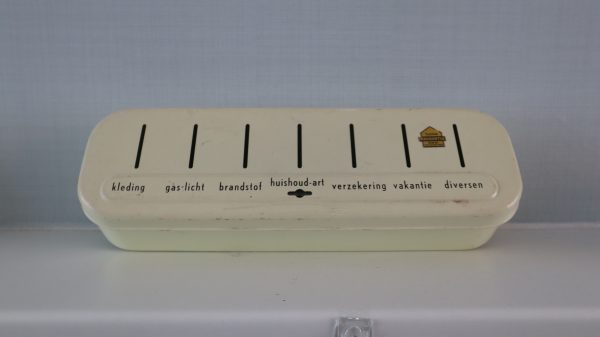 kleding gas-licht brandstof huishoud-art verzekering vakantie diversen